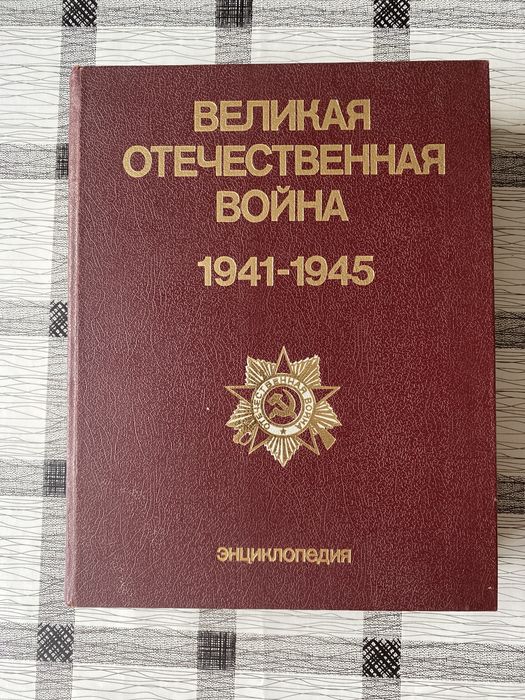 ВЕЛИКАЯ
ОТЕЧЕСТВЕННАЯ
ВОЙНА
1941-1945
ОТЕЧЕСТВЕННАЯ ВОЙНА
ЭНЦИКЛОПЕДИЯ